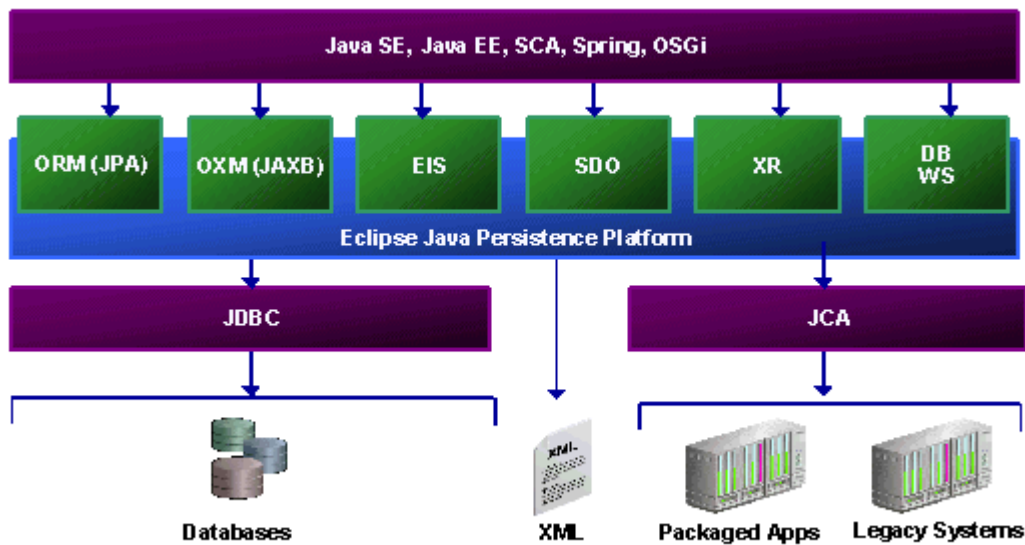 Java SE, Java EE, SCA, Spring, OSGi
ORM (JPA)
OXM (JAXB)
EIS
SDO
XR
DB
WS
Eclipse Java Persistence Platform
JDBC
JCA
XML
Databases
XML
Packaged Apps
Legacy Systems